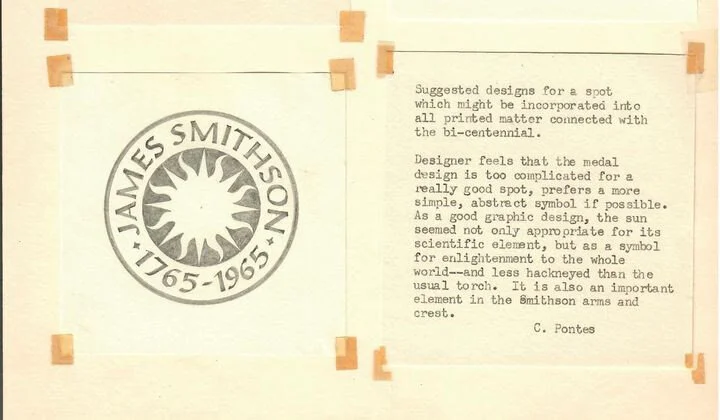 JAMES SMITHSON
1765-1965
Suggested designs for a spot
which might be incorporated into
all printed matter connected with
the bi-centennial.
Designer feels that the medal
design is too complicated for a
really good spot, prefers a more
simple, abstract symbol if possible.
As a good graphic design, the sun
seemed not only appropriate for its
scientific element, but as a symbol
for enlightenment to the whole
world--and less hackneyed than the
usual torch. It is also an important
element in the Smithson arms and
crest.
C. Pontes